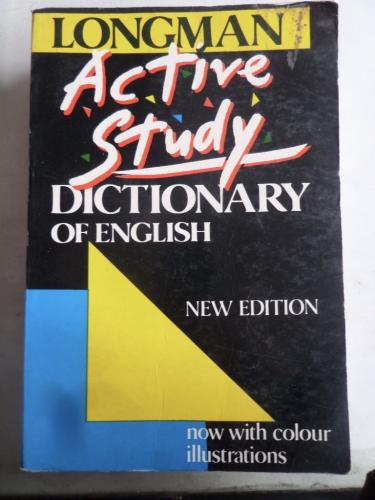 LONGMAN
Active
Study
DICTIONARY
OF ENGLISH
NEW EDITION
now with colour
illustrations